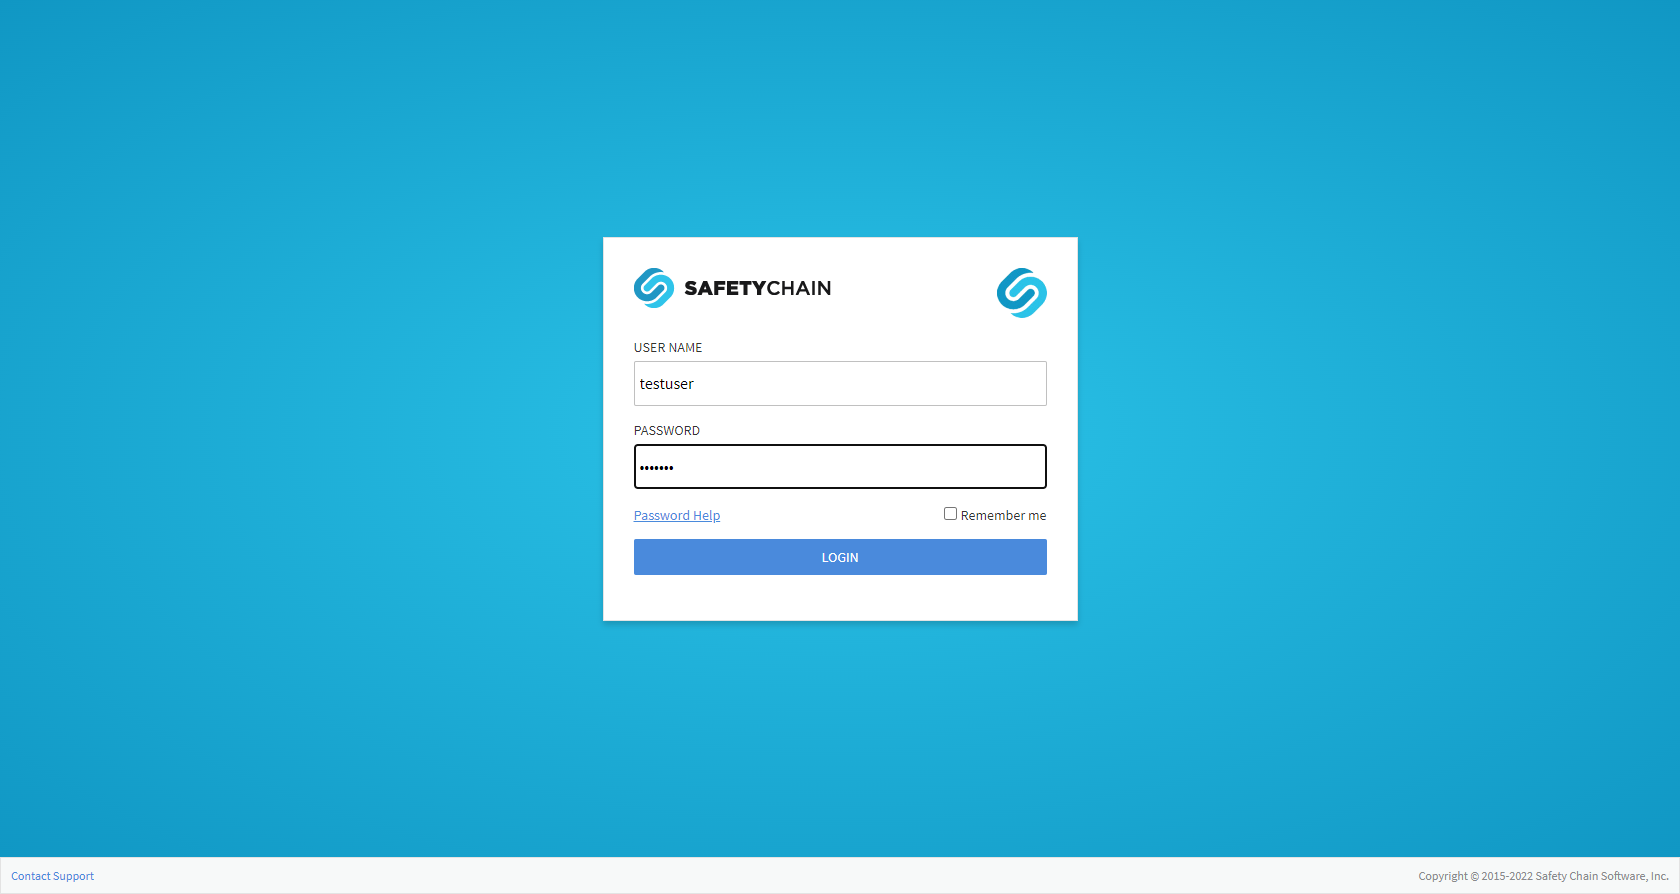 SAFETYCHAIN
USER NAME
testuser
PASSWORD
•••••••
Password Help
Remember me
LOGIN
Contact Support
Copyright © 2015-2022 Safety Chain Software, Inc.